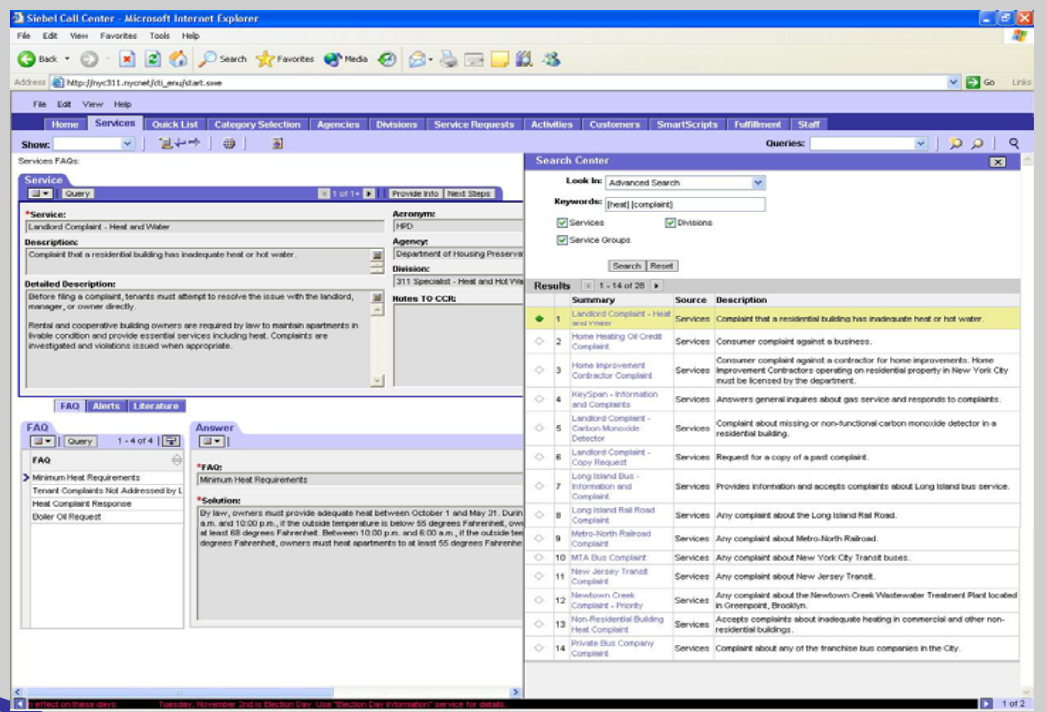 Siebel Call Center - Microsoft Internet Explorer
File Edit View Favorites Tools Help
Back Search Favorites Media
Address http://nyc311.nycnet/cti_enu/start.swe Go Links
File Edit View Help
Home Services Quick List Category Selection Agencies Divisions Service Requests Activities Customers SmartScripts Fulfillment Staff
Show: Queries:
Services FAQs:
Service
Query 1 of 1+ Provide Info Next Steps
*Service:
Landlord Complaint - Heat and Water
Description:
Complaint that a residential building has inadequate heat or hot water.
Detailed Description:
Before filing a complaint, tenants must attempt to resolve the issue with the landlord,
manager, or owner directly.
Rental and cooperative building owners are required by law to maintain apartments in
livable condition and provide essential services including heat. Complaints are
investigated and violations issued when appropriate.
Acronym:
HPD
Agency:
Department of Housing Preserva
Division:
311 Specialist - Heat and Hot Wa
Notes TO CCR:
FAQ Alerts Literature
FAQ
Query 1 - 4 of 4
FAQ
Minimum Heat Requirements
Tenant Complaints Not Addressed by L
Heat Complaint Response
Boiler Oil Request
Answer
*FAQ:
Minimum Heat Requirements
*Solution:
By law, owners must provide adequate heat between October 1 and May 31. Durin
a.m. and 10:00 p.m., if the outside temperature is below 55 degrees Fahrenheit, own
at least 68 degrees Fahrenheit. Between 10:00 p.m. and 6:00 a.m., if the outside tem
degrees Fahrenheit, owners must heat apartments to at least 55 degrees Fahrenhe
Search Center
Look In: Advanced Search
Keywords: [heat] [complaint]
Services Divisions
Service Groups
Search Reset
Results 1 - 14 of 28
Summary Source Description
1 Landlord Complaint - Heat and Water Services Complaint that a residential building has inadequate heat or hot water.
2 Home Heating Oil Credit Complaint Services Consumer complaint against a business.
3 Home Improvement Contractor Complaint Services Consumer complaint against a contractor for home improvements. Home Improvement Contractors operating on residential property in New York City must be licensed by the department.
4 KeySpan - Information and Complaints Services Answers general inquires about gas service and responds to complaints.
5 Landlord Complaint - Carbon Monoxide Detector Services Complaint about missing or non-functional carbon monoxide detector in a residential building.
6 Landlord Complaint - Copy Request Services Request for a copy of a past complaint.
7 Long Island Bus - Information and Complaint Services Provides information and accepts complaints about Long Island bus service.
8 Long Island Rail Road Complaint Services Any complaint about the Long Island Rail Road.
9 Metro-North Railroad Complaint Services Any complaint about Metro-North Railroad.
10 MTA Bus Complaint Services Any complaint about New York City Transit buses.
11 New Jersey Transit Complaint Services Any complaint about New Jersey Transit.
12 Newtown Creek Complaint - Priority Services Any complaint about the Newtown Creek Wastewater Treatment Plant located in Greenpoint, Brooklyn.
13 Non-Residential Building Heat Complaint Services Accepts complaints about inadequate heating in commercial and other non-residential buildings.
14 Private Bus Company Complaint Services Complaint about any of the franchise bus companies in the City.
n effect on these days. Tuesday, November 2nd is Election Day. Use "Election Day Information" service for details. 1 of 2